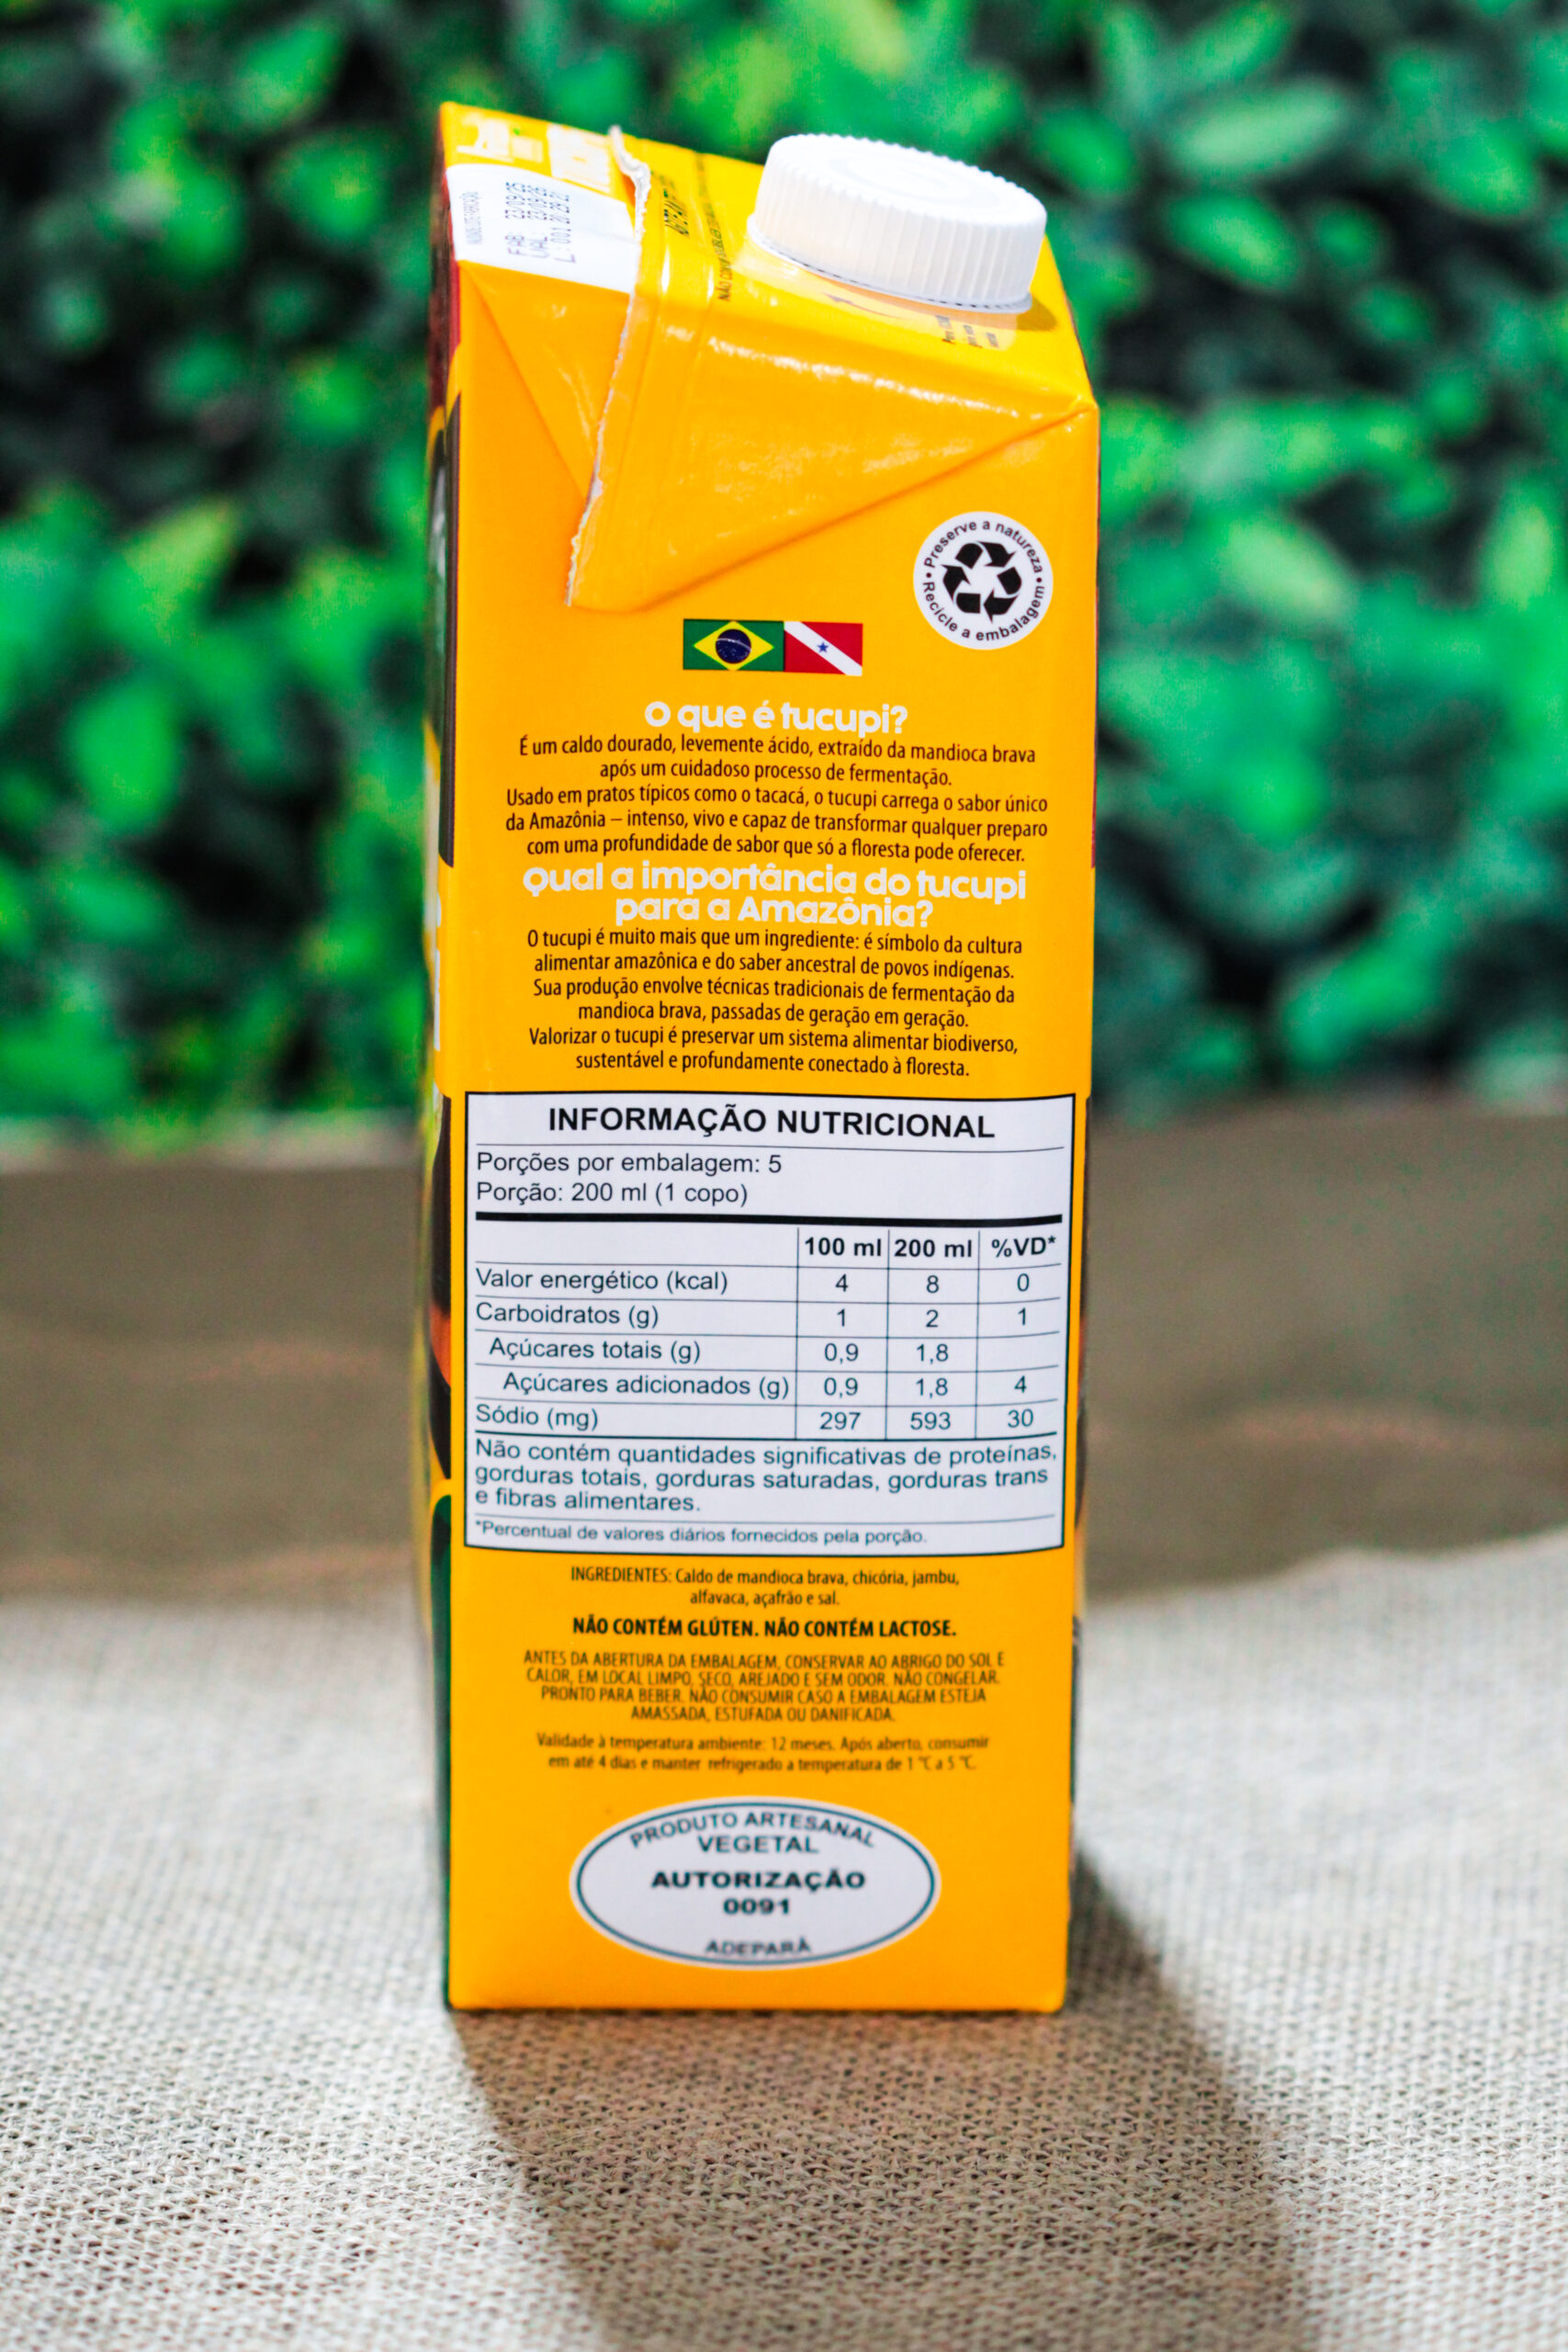 FAB: 23/09/25
VAL:
Preserve a natureza
Recicle a embalagem
O que é tucupi?
É um caldo dourado, levemente ácido, extraído da mandioca brava
após um cuidadoso processo de fermentação.
Usado em pratos típicos como o tacacá, o tucupi carrega o sabor único
da Amazônia – intenso, vivo e capaz de transformar qualquer preparo
com uma profundidade de sabor que só a floresta pode oferecer.
Qual a importância do tucupi
para a Amazônia?
O tucupi é muito mais que um ingrediente: é símbolo da cultura
alimentar amazônica e do saber ancestral de povos indígenas.
Sua produção envolve técnicas tradicionais de fermentação da
mandioca brava, passadas de geração em geração.
Valorizar o tucupi é preservar um sistema alimentar biodiverso,
sustentável e profundamente conectado à floresta.
INFORMAÇÃO NUTRICIONAL
Porções por embalagem: 5
Porção: 200 ml (1 copo)
100 ml 200 ml %VD*
Valor energético (kcal) 4 8 0
Carboidratos (g) 1 2 1
Açúcares totais (g) 0,9 1,8
Açúcares adicionados (g) 0,9 1,8 4
Sódio (mg) 297 593 30
Não contém quantidades significativas de proteínas,
gorduras totais, gorduras saturadas, gorduras trans
e fibras alimentares.
*Percentual de valores diários fornecidos pela porção.
INGREDIENTES: Caldo de mandioca brava, chicória, jambu,
alfavaca, açafrão e sal.
NÃO CONTÉM GLÚTEN. NÃO CONTÉM LACTOSE.
ANTES DA ABERTURA DA EMBALAGEM, CONSERVAR AO ABRIGO DO SOL E
CALOR, EM LOCAL LIMPO, SECO, AREJADO E SEM ODOR. NÃO CONGELAR.
PRONTO PARA BEBER. NÃO CONSUMIR CASO A EMBALAGEM ESTEJA
AMASSADA, ESTUFADA OU DANIFICADA.
Validade à temperatura ambiente: 12 meses. Após aberto, consumir
em até 4 dias e manter refrigerado a temperatura de 1 °C a 5 °C.
PRODUTO ARTESANAL
VEGETAL
AUTORIZAÇÃO
0091
ADEPARÁ